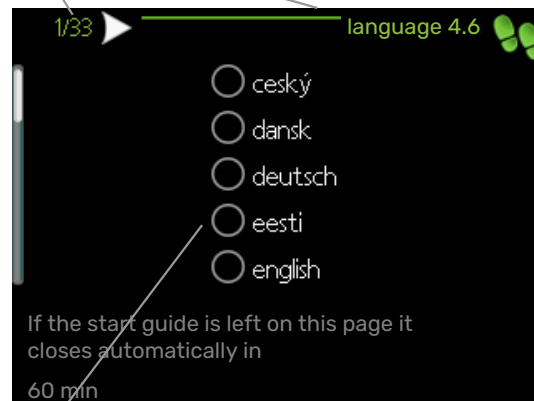 1/33
language 4.6
ceský
dansk
deutsch
eesti
english
If the start guide is left on this page it
closes automatically in
60 min